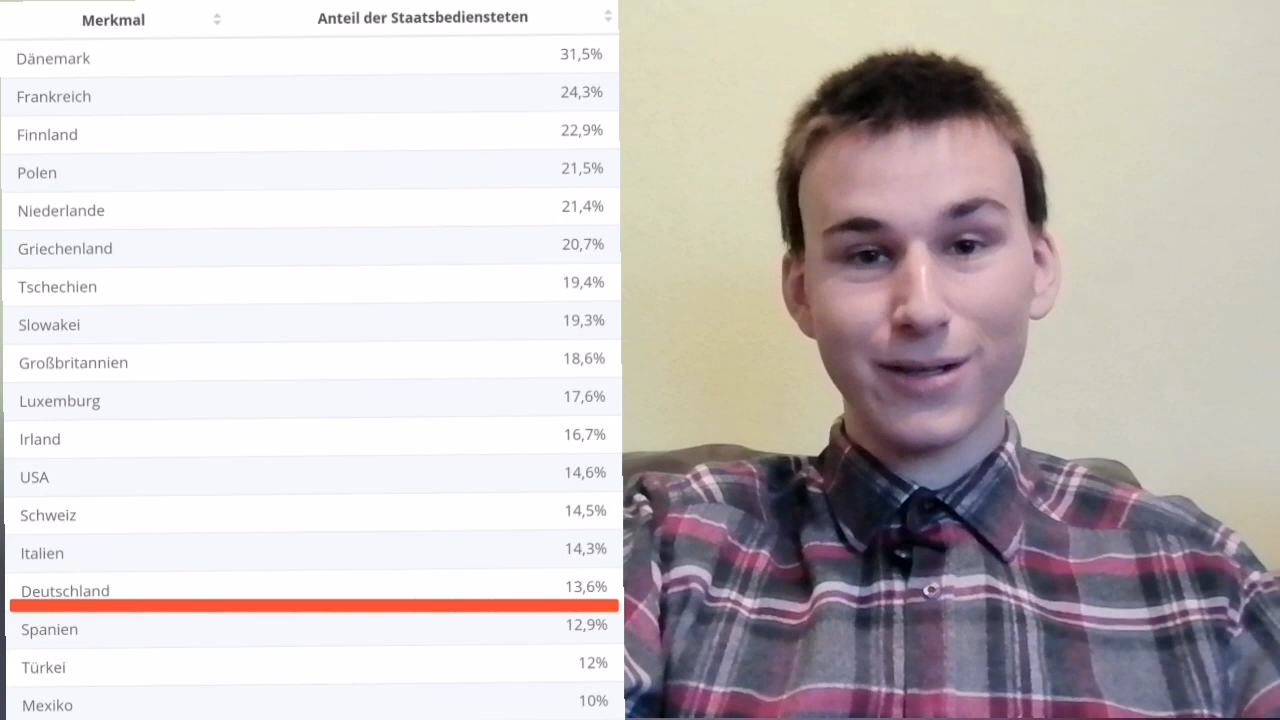 Merkmal Anteil der Staatsbediensteten
Dänemark 31,5%
Frankreich 24,3%
Finnland 22,9%
Polen 21,5%
Niederlande 21,4%
Griechenland 20,7%
Tschechien 19,4%
Slowakei 19,3%
Großbritannien 18,6%
Luxemburg 17,6%
Irland 16,7%
USA 14,6%
Schweiz 14,5%
Italien 14,3%
Deutschland 13,6%
Spanien 12,9%
Türkei 12%
Mexiko 10%